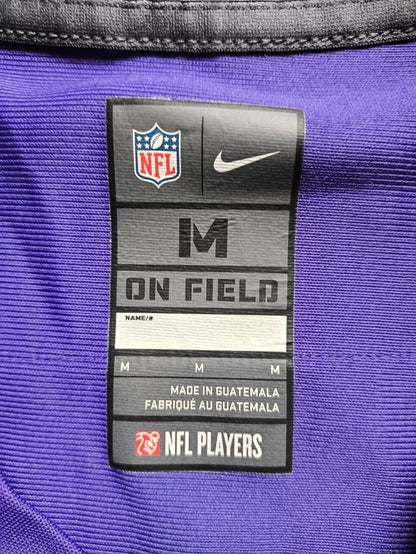 NFL
M
ON FIELD
NAME/#
M M M
MADE IN GUATEMALA
FABRIQUÉ AU GUATEMALA
NFL PLAYERS